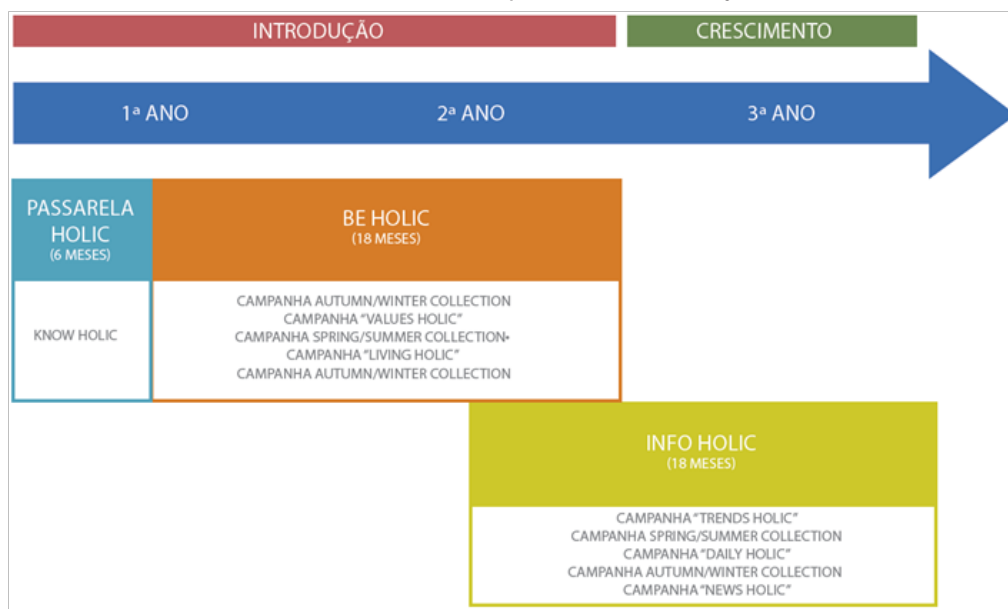 INTRODUÇÃO
CRESCIMENTO
1ª ANO
2ª ANO
3ª ANO
PASSARELA
HOLIC
(6 MESES)
KNOW HOLIC
BE HOLIC
(18 MESES)
CAMPANHA AUTUMN/WINTER COLLECTION
CAMPANHA “VALUES HOLIC”
CAMPANHA SPRING/SUMMER COLLECTION•
CAMPANHA “LIVING HOLIC”
CAMPANHA AUTUMN/WINTER COLLECTION
INFO HOLIC
(18 MESES)
CAMPANHA “TRENDS HOLIC”
CAMPANHA SPRING/SUMMER COLLECTION
CAMPANHA “DAILY HOLIC”
CAMPANHA AUTUMN/WINTER COLLECTION
CAMPANHA “NEWS HOLIC”